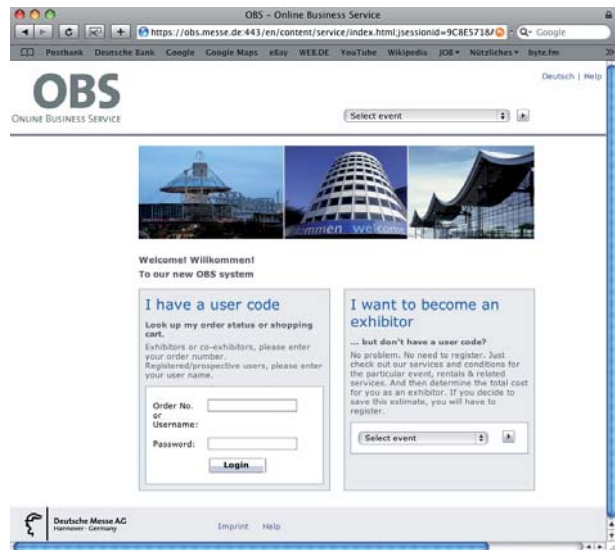 OBS – Online Business Service
https://obs.messe.de:443/en/content/service/index.html;jsessionid=9C8E5718/
Google
Postbank Deutsche Bank Google Google Maps eBay WEB.DE YouTube Wikipedia JOB Nützliches byte.fm
Deutsch | Help
OBS
ONLINE BUSINESS SERVICE
Select event
mmen welcome
Welcome! Willkommen!
To our new OBS system
I have a user code
Look up my order status or shopping
cart.
Exhibitors or co-exhibitors, please enter
your order number.
Registered/prospective users, please enter
your user name.
Order No.
or
Username:
Password:
Login
I want to become an
exhibitor
... but don't have a user code?
No problem. No need to register. Just
check out our services and conditions for
the particular event, rentals & related
services. And then determine the total cost
for you as an exhibitor. If you decide to
save this estimate, you will have to
register.
Select event
Deutsche Messe AG
Hannover · Germany
Imprint Help